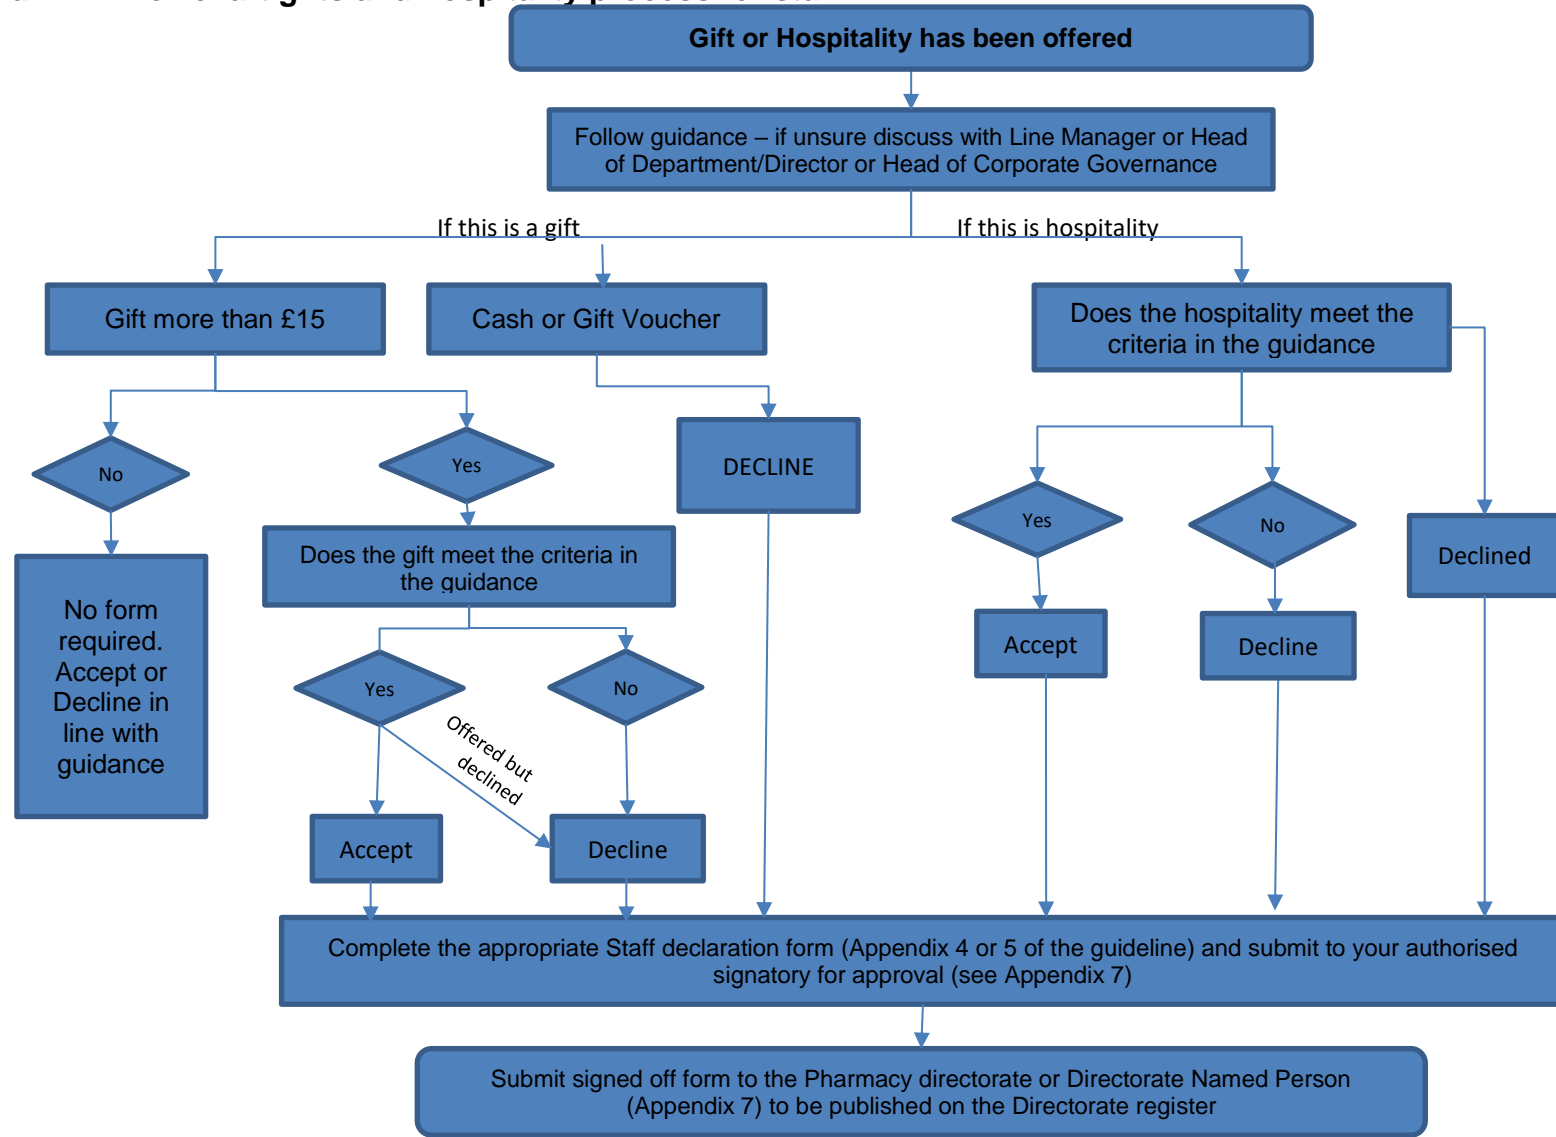 Gift or Hospitality has been offered
Follow guidance – if unsure discuss with Line Manager or Head
of Department/Director or Head of Corporate Governance
If this is a gift
If this is hospitality
Gift more than £15
Cash or Gift Voucher
Does the hospitality meet the
criteria in the guidance
No
Yes
DECLINE
Yes
No
Declined
Does the gift meet the criteria in
the guidance
No form
required.
Accept or
Decline in
line with
guidance
Accept
Decline
Yes
No
Offered but
declined
Accept
Decline
Complete the appropriate Staff declaration form (Appendix 4 or 5 of the guideline) and submit to your authorised
signatory for approval (see Appendix 7)
Submit signed off form to the Pharmacy directorate or Directorate Named Person
(Appendix 7) to be published on the Directorate register